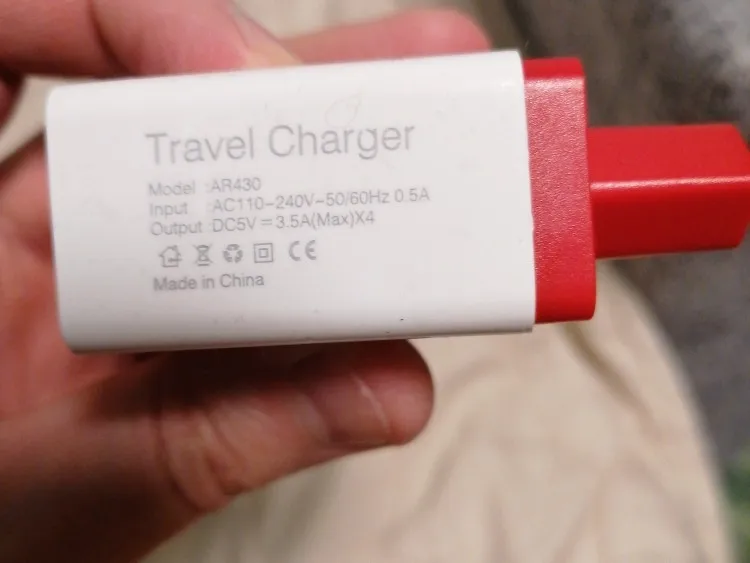 Travel Charger
Model :AR430
Input :AC110-240V~50/60Hz 0.5A
Output :DC5V⎓3.5A(Max)X4
CE
Made in China